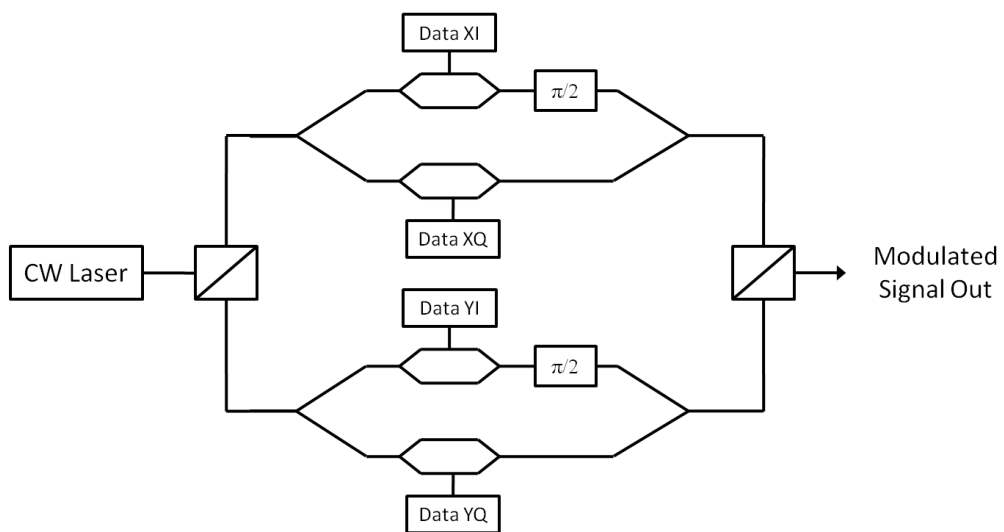 Data XI
π/2
Data XQ
CW Laser
Modulated
Signal Out
Data YI
π/2
Data YQ